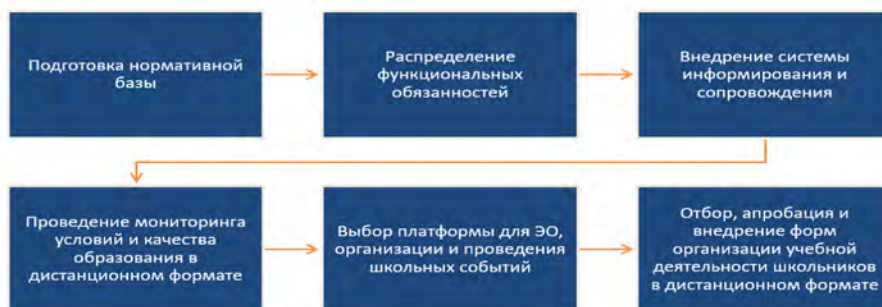 Подготовка нормативной
базы
Распределение
функциональных
обязанностей
Внедрение системы
информирования и
сопровождения
Проведение мониторинга
условий и качества
образования в
дистанционном формате
Выбор платформы для ЭО,
организации и проведения
школьных событий
Отбор, апробация и
внедрение форм
организации учебной
деятельности школьников
в дистанционном формате